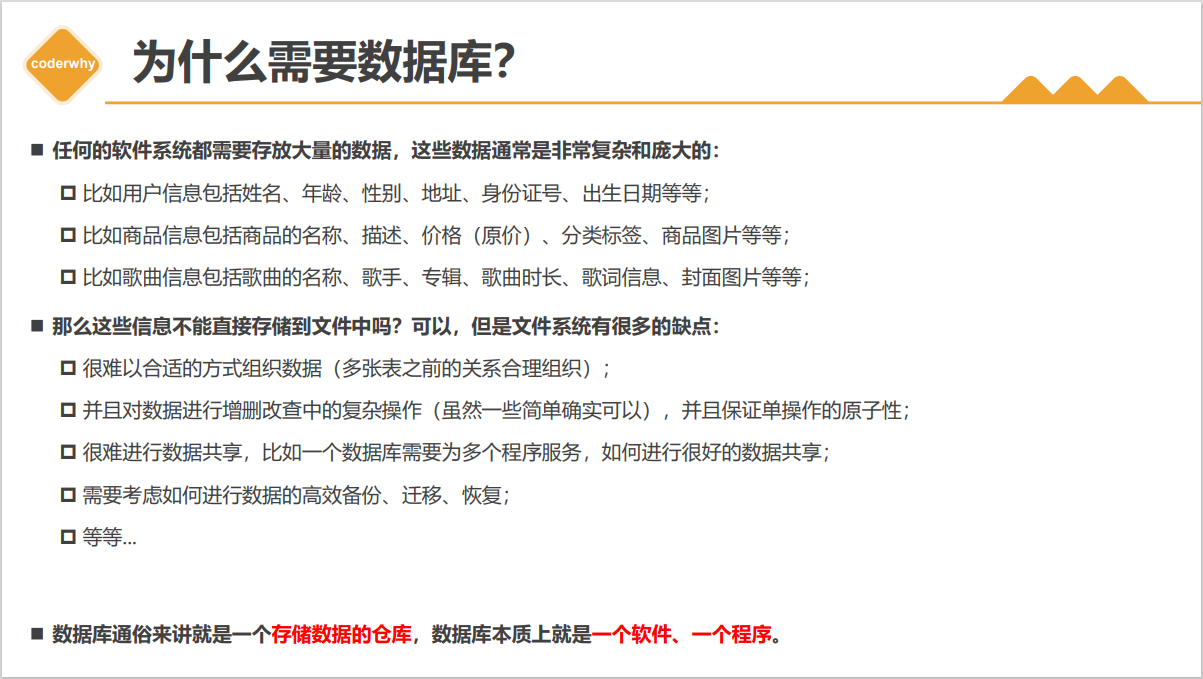 coderwhy
为什么需要数据库？
任何的软件系统都需要存放大量的数据，这些数据通常是非常复杂和庞大的：
比如用户信息包括姓名、年龄、性别、地址、身份证号、出生日期等等；
比如商品信息包括商品的名称、描述、价格（原价）、分类标签、商品图片等等；
比如歌曲信息包括歌曲的名称、歌手、专辑、歌曲时长、歌词信息、封面图片等等；
那么这些信息不能直接存储到文件中吗？可以，但是文件系统有很多的缺点：
很难以合适的方式组织数据（多张表之前的关系合理组织）；
并且对数据进行增删改查中的复杂操作（虽然一些简单确实可以），并且保证单操作的原子性；
很难进行数据共享，比如一个数据库需要为多个程序服务，如何进行很好的数据共享；
需要考虑如何进行数据的高效备份、迁移、恢复；
等等...
数据库通俗来讲就是一个存储数据的仓库，数据库本质上就是一个软件、一个程序。